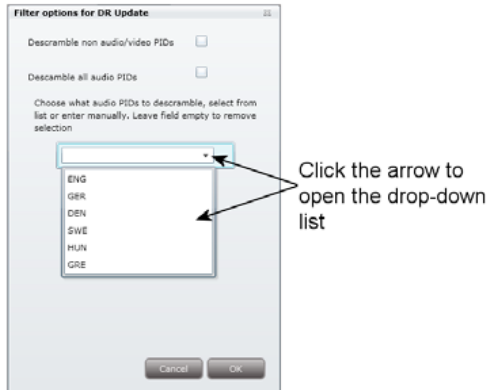 Filter options for DR Update
Descramble non audio/video PIDs
Descamble all audio PIDs
Choose what audio PIDs to descramble, select from
list or enter manually. Leave field empty to remove
selection
ENG
GER
DEN
SWE
HUN
GRE
Click the arrow to
open the drop-down
list
Cancel OK